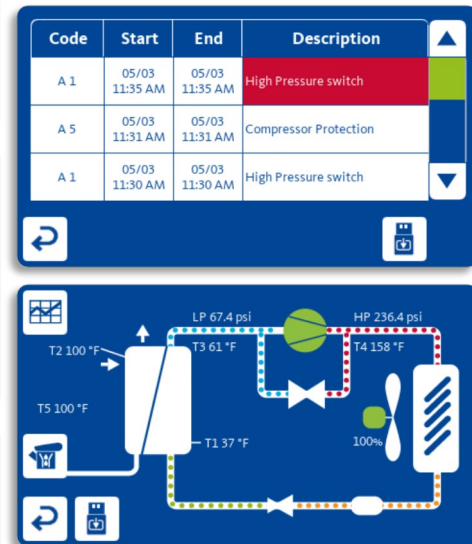 Code Start End Description
A 1 05/03 11:35 AM 05/03 11:35 AM High Pressure switch
A 5 05/03 11:31 AM 05/03 11:31 AM Compressor Protection
A 1 05/03 11:30 AM 05/03 11:30 AM High Pressure switch
LP 67.4 psi HP 236.4 psi
T2 100 °F T3 61 °F T4 158 °F
T5 100 °F
T1 37 °F 100%